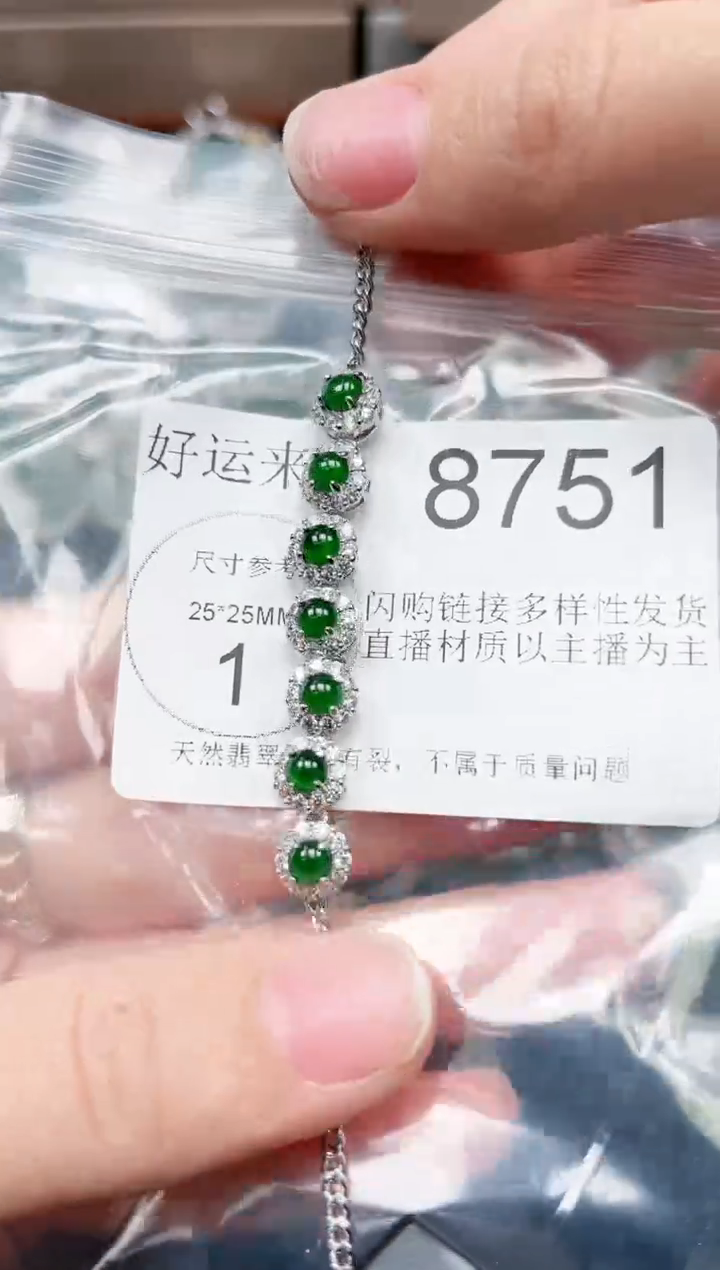 好运来
8751
尺寸参考
25*25MM
1
闪购链接多样性发货
直播材质以主播为主
天然翡翠 有裂，不属于质量问题